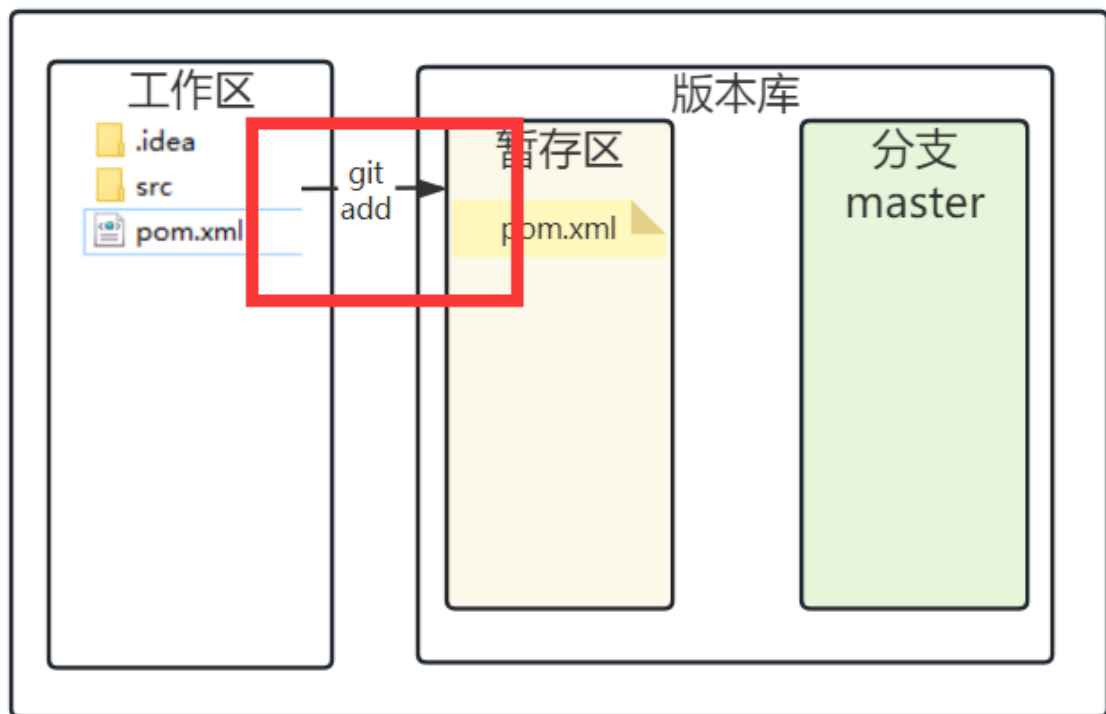 工作区
.idea
src
pom.xml
git
add
版本库
暂存区
pom.xml
分支
master